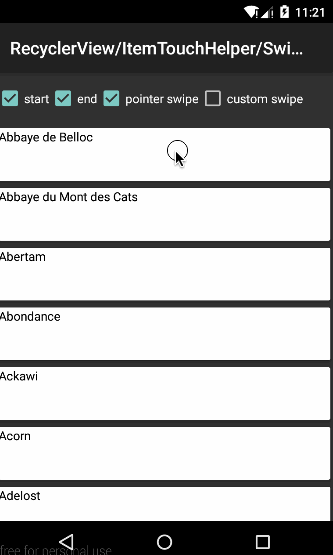 11:21
RecyclerView/ItemTouchHelper/Swi...
start end pointer swipe custom swipe
Abbaye de Belloc
Abbaye du Mont des Cats
Abertam
Abondance
Ackawi
Acorn
Adelost
free for personal use